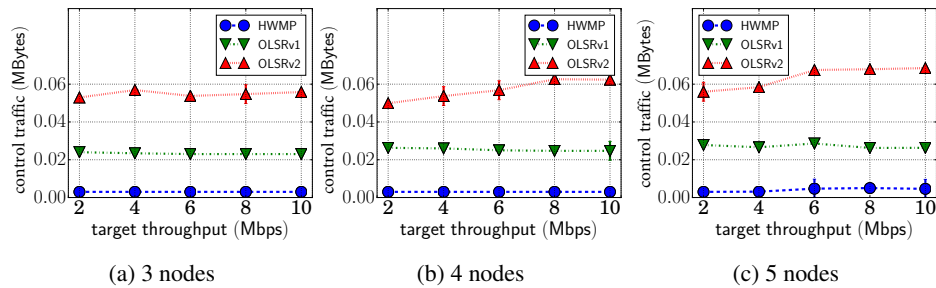 HWMP
OLSRv1
OLSRv2
control traffic (MBytes)
0.06
0.04
0.02
0.00
2 4 6 8 10
target throughput (Mbps)
(a) 3 nodes
HWMP
OLSRv1
OLSRv2
control traffic (MBytes)
0.06
0.04
0.02
0.00
2 4 6 8 10
target throughput (Mbps)
(b) 4 nodes
HWMP
OLSRv1
OLSRv2
control traffic (MBytes)
0.06
0.04
0.02
0.00
2 4 6 8 10
target throughput (Mbps)
(c) 5 nodes